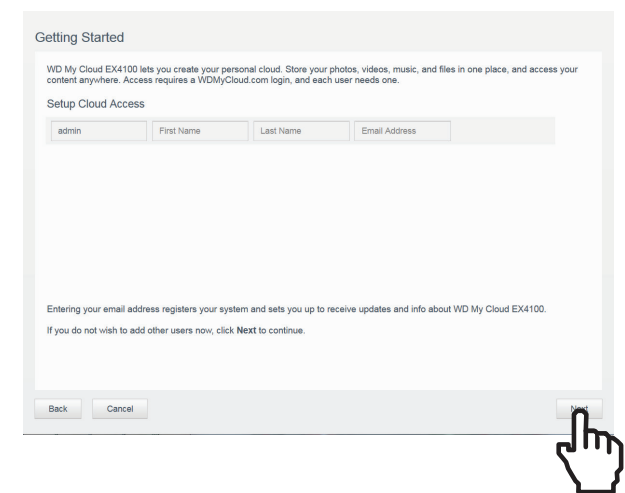 Getting Started
WD My Cloud EX4100 lets you create your personal cloud. Store your photos, videos, music, and files in one place, and access your
content anywhere. Access requires a WDMyCloud.com login, and each user needs one.
Setup Cloud Access
admin First Name Last Name Email Address
Entering your email address registers your system and sets you up to receive updates and info about WD My Cloud EX4100.
If you do not wish to add other users now, click Next to continue.
Back Cancel Next